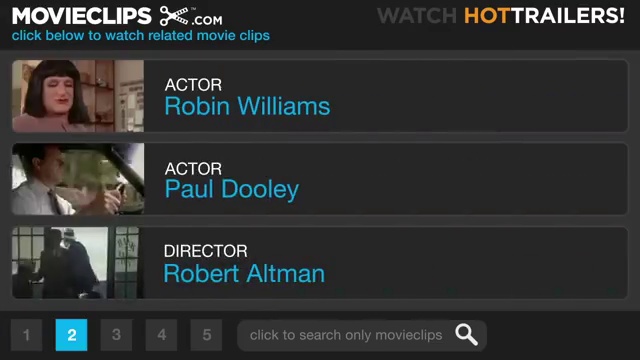 MOVIECLIPS .COM
click below to watch related movie clips
WATCH HOTTRAILERS!
ACTOR
Robin Williams
ACTOR
Paul Dooley
DIRECTOR
Robert Altman
1 2 3 4 5 click to search only movieclips